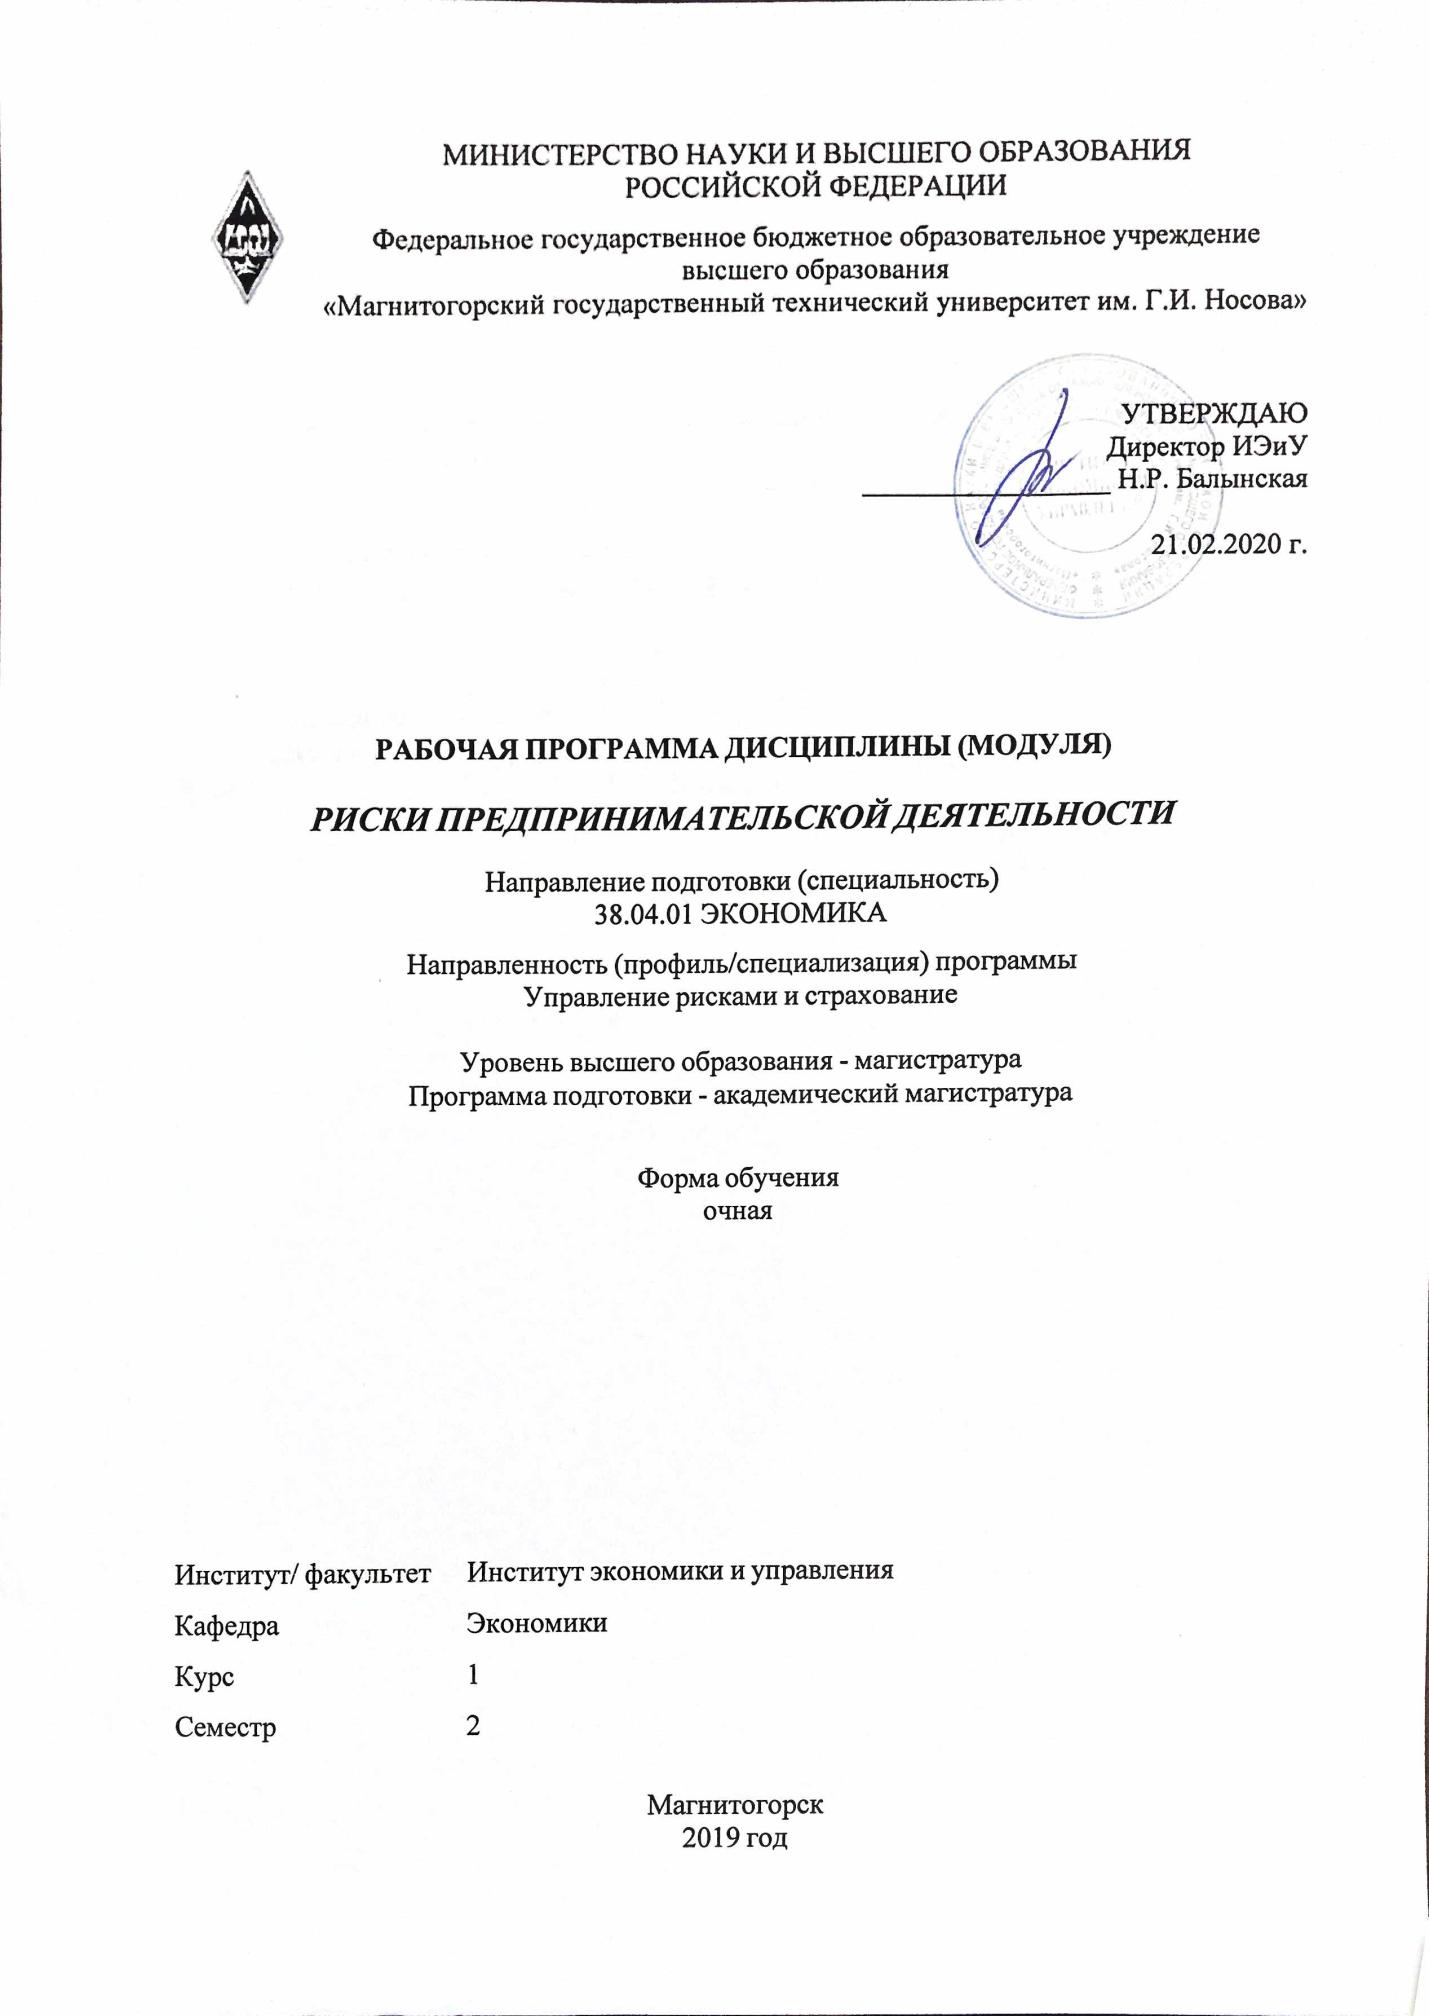 МИНИСТЕРСТВО НАУКИ И ВЫСШЕГО ОБРАЗОВАНИЯ
РОССИЙСКОЙ ФЕДЕРАЦИИ
Федеральное государственное бюджетное образовательное учреждение
высшего образования
«Магнитогорский государственный технический университет им. Г.И. Носова»
УТВЕРЖДАЮ
Директор ИЭиУ
Н.Р. Балынская
21.02.2020 г.
РАБОЧАЯ ПРОГРАММА ДИСЦИПЛИНЫ (МОДУЛЯ)
РИСКИ ПРЕДПРИНИМАТЕЛЬСКОЙ ДЕЯТЕЛЬНОСТИ
Направление подготовки (специальность)
38.04.01 ЭКОНОМИКА
Направленность (профиль/специализация) программы
Управление рисками и страхование
Уровень высшего образования - магистратура
Программа подготовки - академический магистратура
Форма обучения
очная
Институт/ факультет Институт экономики и управления
Кафедра Экономики
Курс 1
Семестр 2
Магнитогорск
2019 год